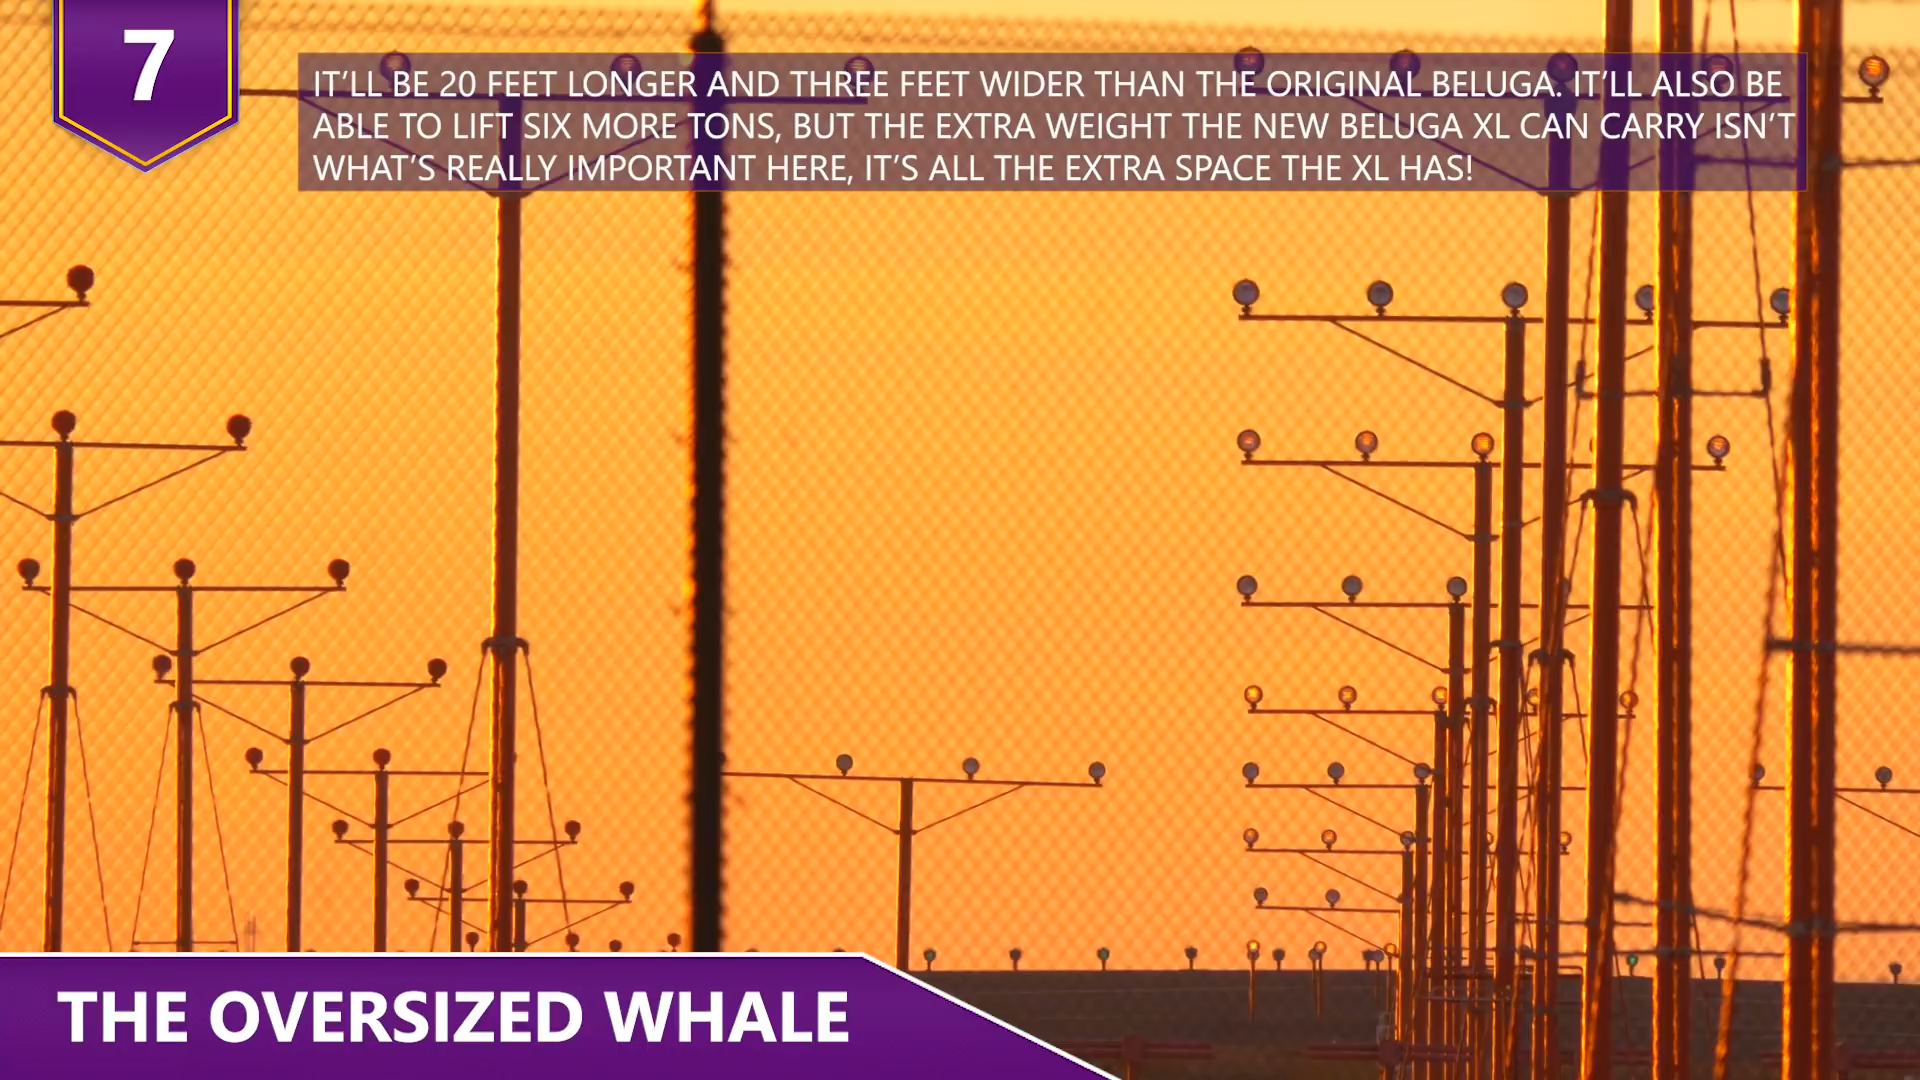 7
IT’LL BE 20 FEET LONGER AND THREE FEET WIDER THAN THE ORIGINAL BELUGA. IT’LL ALSO BE
ABLE TO LIFT SIX MORE TONS, BUT THE EXTRA WEIGHT THE NEW BELUGA XL CAN CARRY ISN’T
WHAT’S REALLY IMPORTANT HERE, IT’S ALL THE EXTRA SPACE THE XL HAS!
THE OVERSIZED WHALE